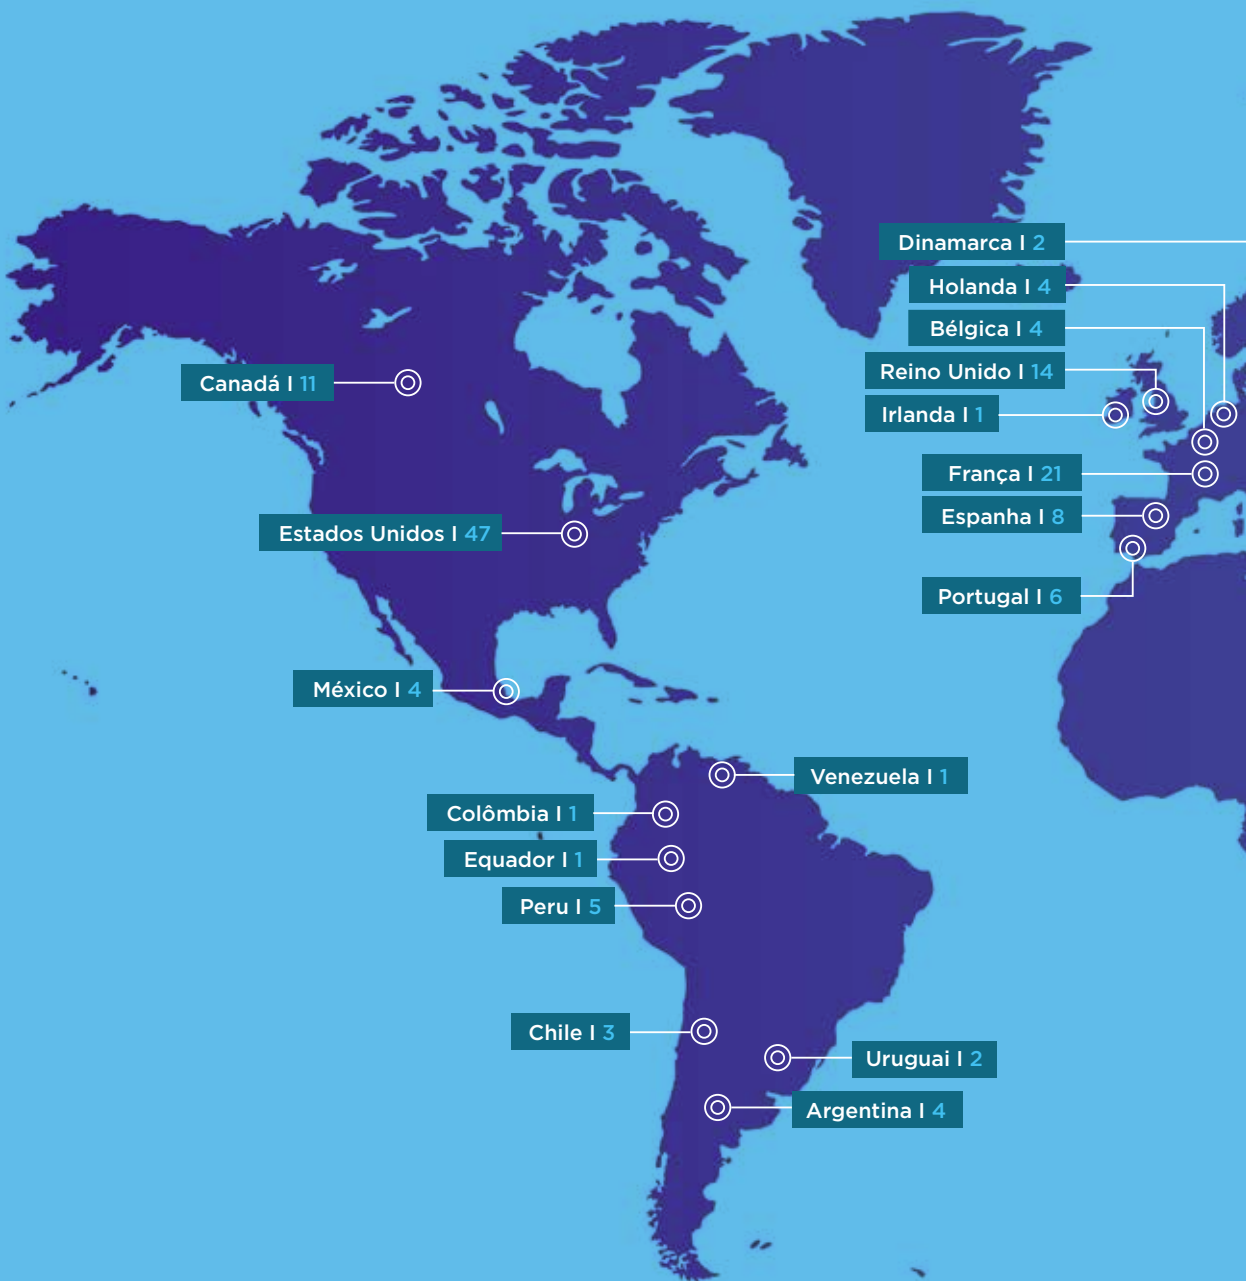 Dinamarca I 2
Holanda I 4
Bélgica I 4
Reino Unido I 14
Irlanda I 1
Canadá I 11
França I 21
Espanha I 8
Estados Unidos I 47
Portugal I 6
México I 4
Venezuela I 1
Colômbia I 1
Equador I 1
Peru I 5
Chile I 3
Uruguai I 2
Argentina I 4